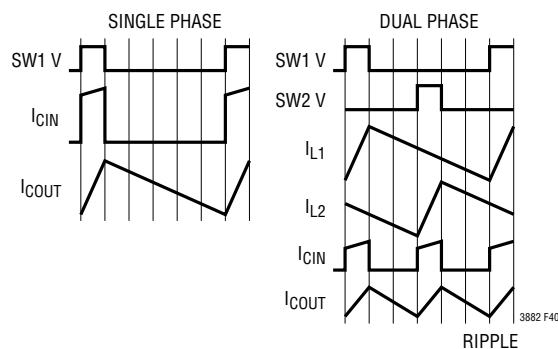 SINGLE PHASE
SW1 V
ICIN
ICOUT
DUAL PHASE
SW1 V
SW2 V
IL1
IL2
ICIN
ICOUT
3882 F40
RIPPLE